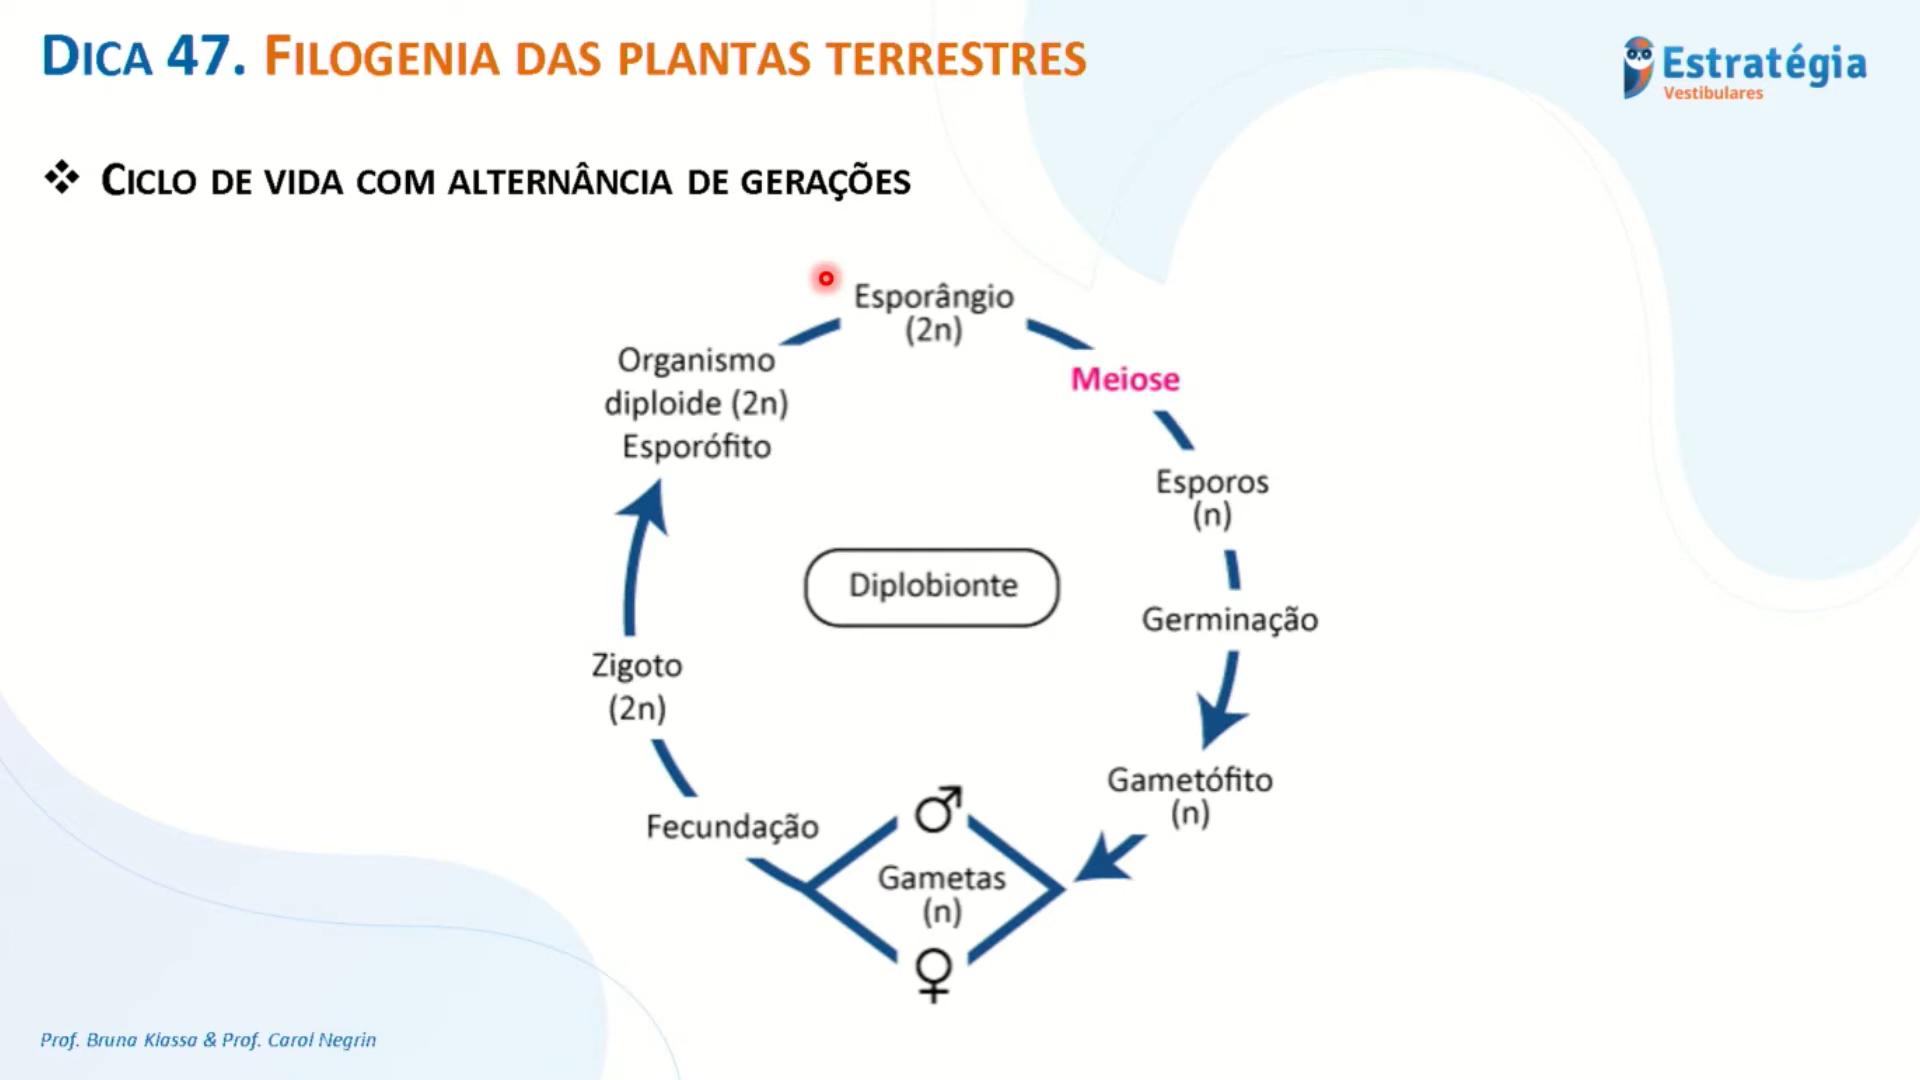 DICA 47. FILOGENIA DAS PLANTAS TERRESTRES
Estratégia
Vestibulares
CICLO DE VIDA COM ALTERNÂNCIA DE GERAÇÕES
Esporângio
(2n)
Meiose
Esporos
(n)
Germinação
Gametófito
(n)
Gametas
(n)
Fecundação
Zigoto
(2n)
Organismo
diploide (2n)
Esporófito
Diplobionte
Prof. Bruna Klassa & Prof. Carol Negrin